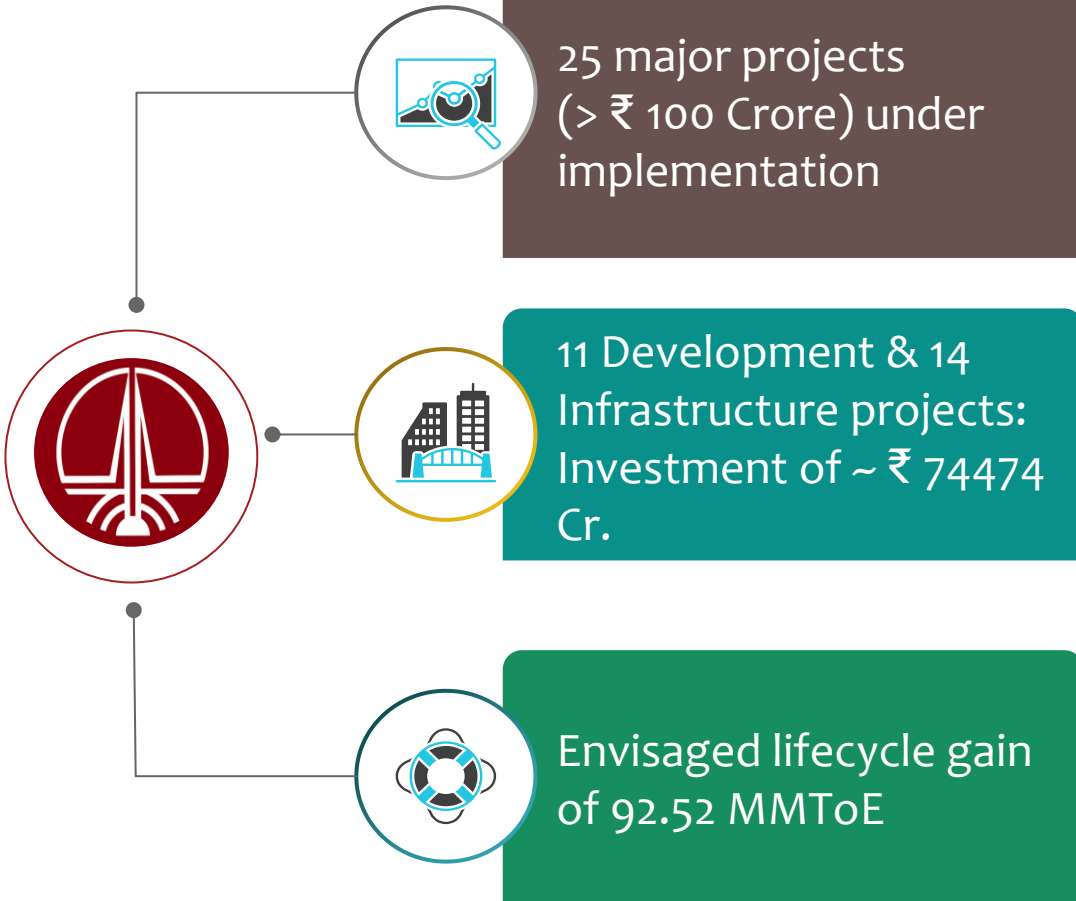 25 major projects
(> ₹ 100 Crore) under
implementation
11 Development & 14
Infrastructure projects:
Investment of ~ ₹ 74474
Cr.
Envisaged lifecycle gain
of 92.52 MMToE